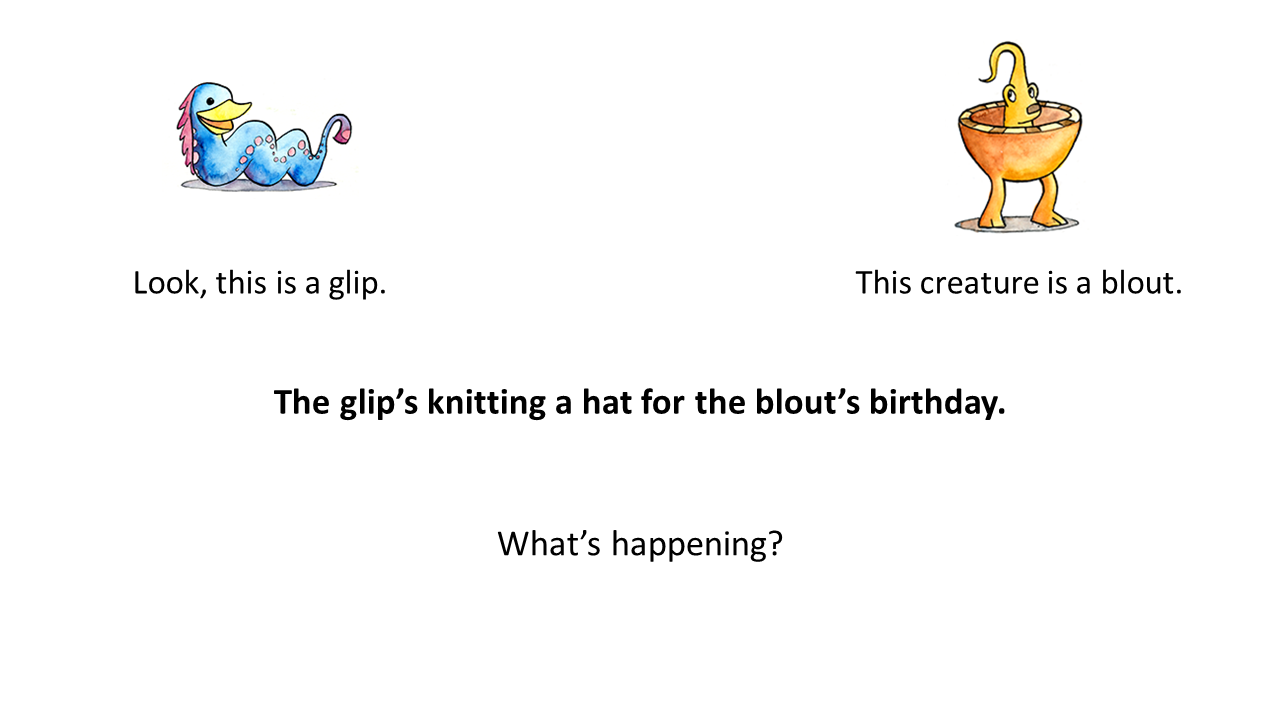 Look, this is a glip.
This creature is a blout.
The glip’s knitting a hat for the blout’s birthday.
What’s happening?